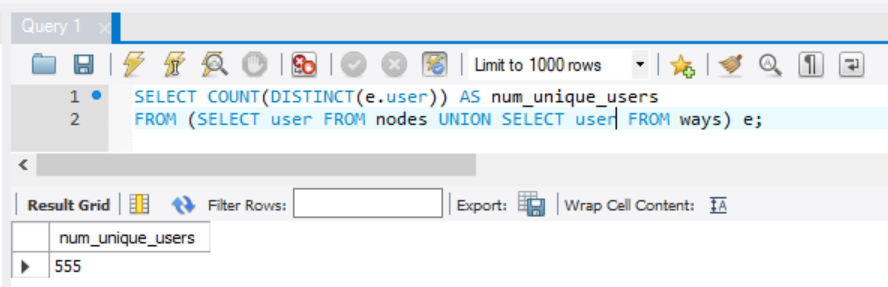 Query 1
Limit to 1000 rows
1 SELECT COUNT(DISTINCT(e.user)) AS num_unique_users
2 FROM (SELECT user FROM nodes UNION SELECT user FROM ways) e;
Result Grid Filter Rows: Export: Wrap Cell Content: IA
num_unique_users
555